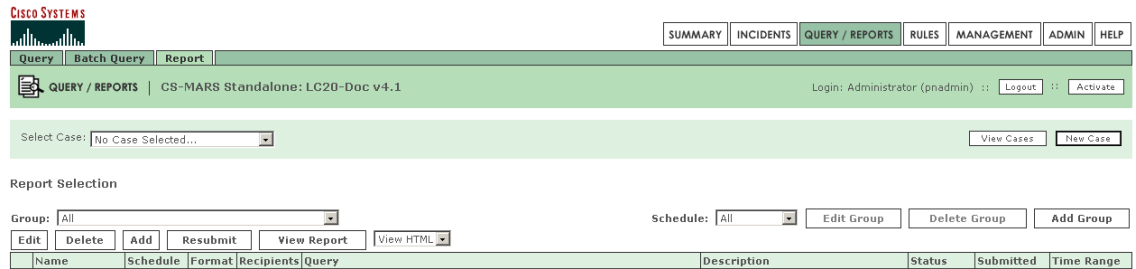 CISCO SYSTEMS
SUMMARY INCIDENTS QUERY / REPORTS RULES MANAGEMENT ADMIN HELP
Query Batch Query Report
QUERY / REPORTS | CS-MARS Standalone: LC20-Doc v4.1 Login: Administrator (pnadmin) :: Logout :: Activate
Select Case: No Case Selected... View Cases New Case
Report Selection
Group: All Schedule: All Edit Group Delete Group Add Group
Edit Delete Add Resubmit View Report View HTML
Name Schedule Format Recipients Query Description Status Submitted Time Range